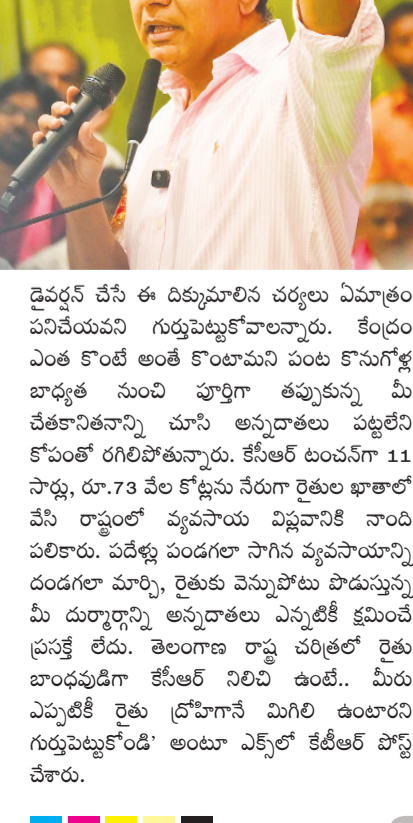 డైవర్షన్ చేసే ఈ దిక్కుమాలిన చర్యలు ఏమాత్రం
పనిచేయవని గుర్తుపెట్టుకోవాలన్నారు. కేంద్రం
ఎంత కొంటే అంతే కొంటామని పంట కొనుగోళ్ల
బాధ్యత నుంచి పూర్తిగా తప్పుకున్న మీ
చేతకానితనాన్ని చూసి అన్నదాతలు పట్టలేని
కోపంతో రగిలిపోతున్నారు. కేసీఆర్ టంచన్‌గా 11
సార్లు, రూ.73 వేల కోట్లను నేరుగా రైతుల ఖాతాలో
వేసి రాష్ట్రంలో వ్యవసాయ విప్లవానికి నాంది
పలికారు. పదేళ్లు పండగలా సాగిన వ్యవసాయాన్ని
దండగలా మార్చి, రైతుకు వెన్నుపోటు పొడుస్తున్న
మీ దుర్మార్గాన్ని అన్నదాతలు ఎన్నటికీ క్షమించే
ప్రసక్తే లేదు. తెలంగాణ రాష్ట్ర చరిత్రలో రైతు
బాంధవుడిగా కేసీఆర్ నిలిచి ఉంటే.. మీరు
ఎప్పటికీ రైతు ద్రోహిగానే మిగిలి ఉంటారని
గుర్తుపెట్టుకోండి' అంటూ ఎక్స్‌లో కేటీఆర్ పోస్ట్
చేశారు.